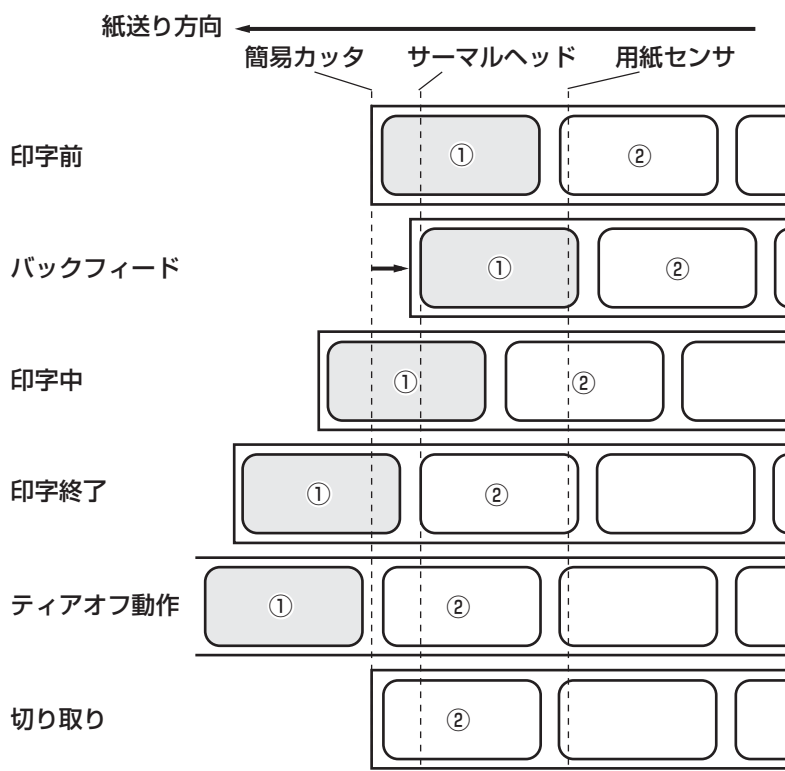 紙送り方向
簡易カッタ サーマルヘッド 用紙センサ
印字前 ① ②
バックフィード ① ②
印字中 ① ②
印字終了 ① ②
ティアオフ動作 ① ②
切り取り ②